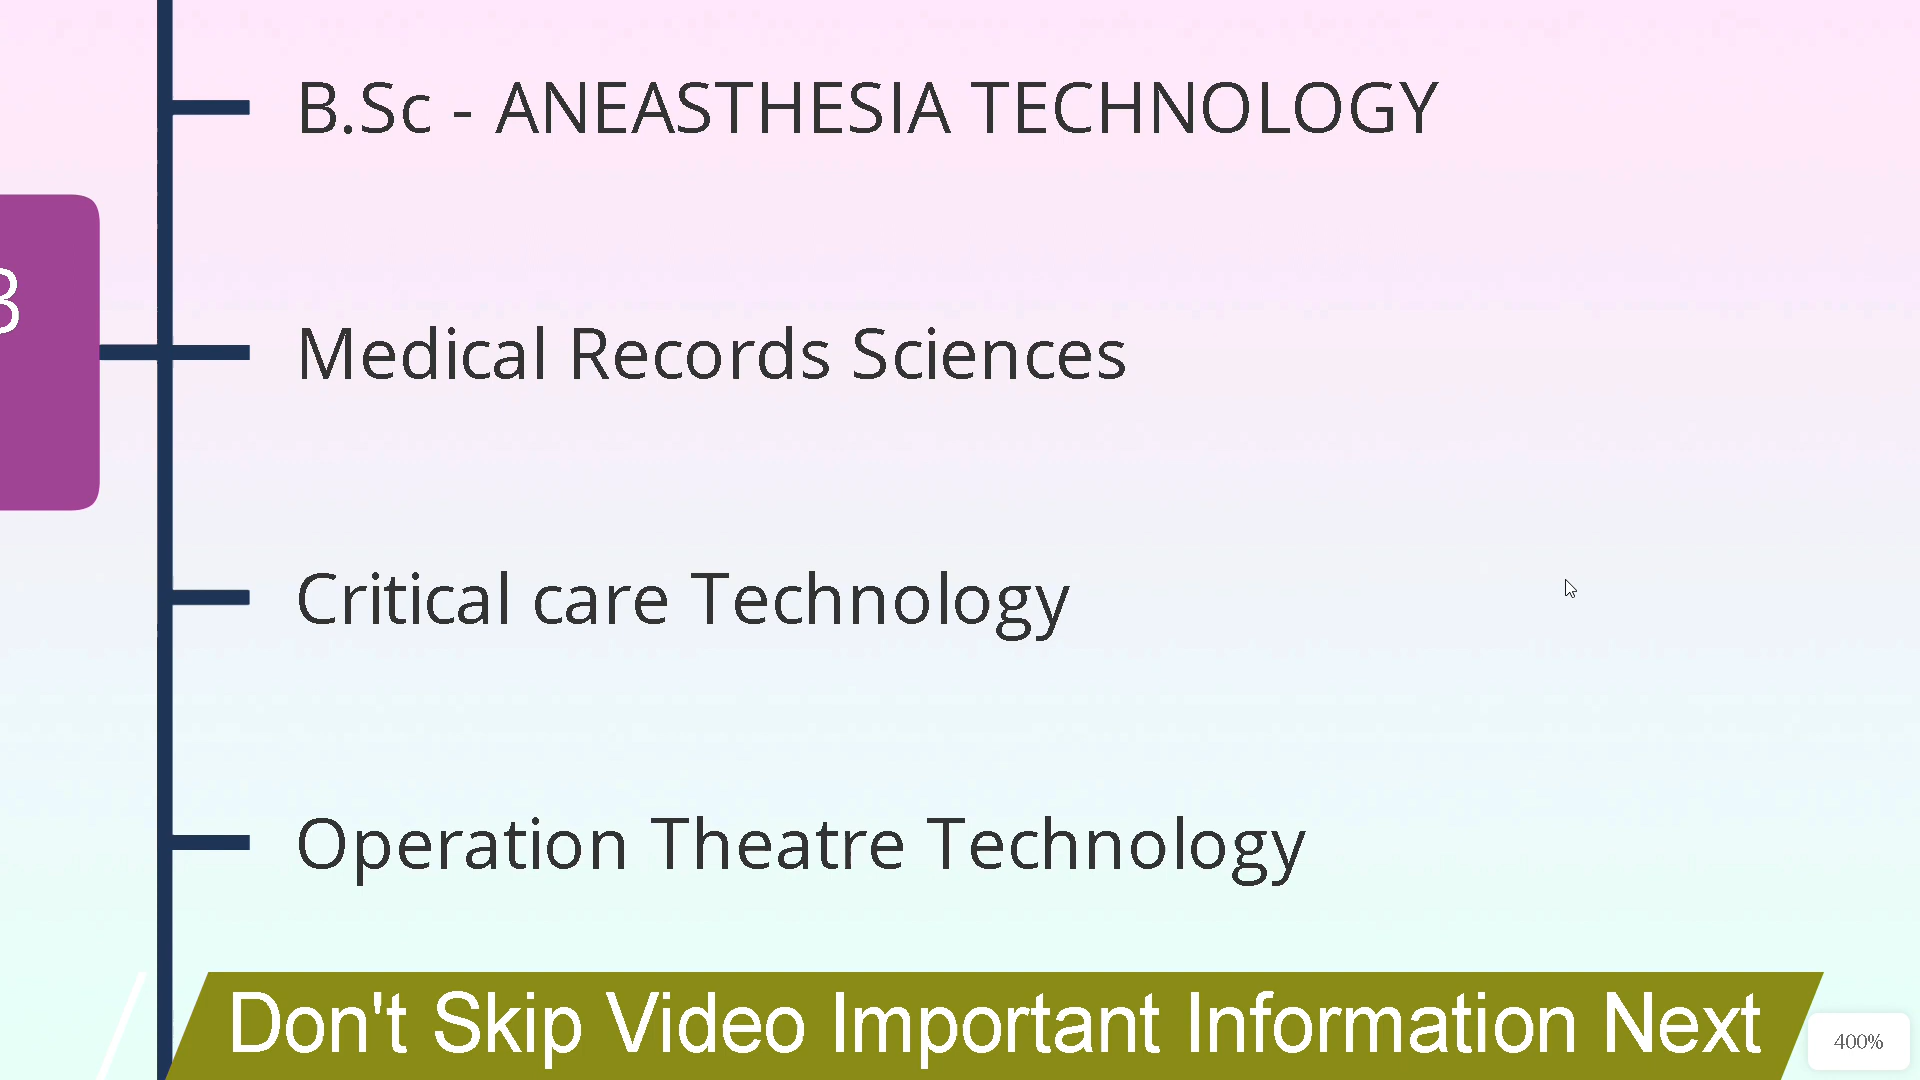 B.Sc - ANEASTHESIA TECHNOLOGY
3
Medical Records Sciences
Critical care Technology
Operation Theatre Technology
Don't Skip Video Important Information Next
400%